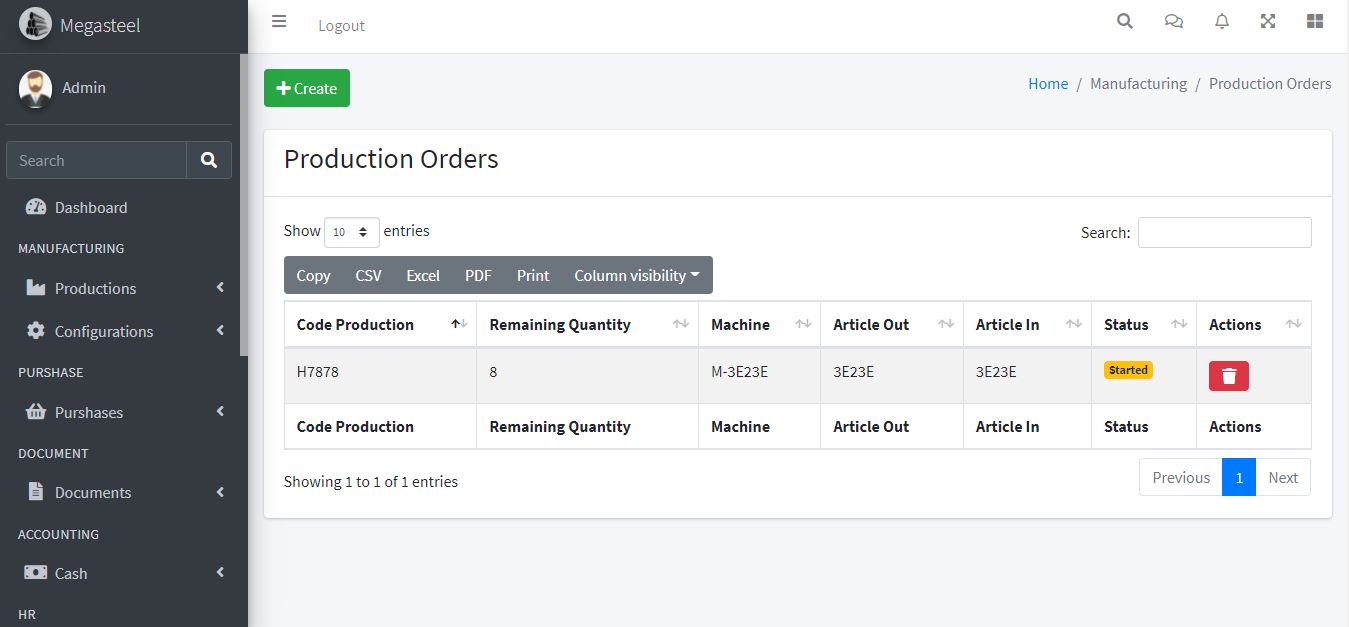 Megasteel
Logout
Admin
Create
Home / Manufacturing / Production Orders
Search
Dashboard
MANUFACTURING
Productions
Configurations
PURSHASE
Purshases
DOCUMENT
Documents
ACCOUNTING
Cash
HR
Production Orders
Show 10 entries
Search:
Copy CSV Excel PDF Print Column visibility
Code Production Remaining Quantity Machine Article Out Article In Status Actions
H7878 8 M-3E23E 3E23E 3E23E Started
Code Production Remaining Quantity Machine Article Out Article In Status Actions
Showing 1 to 1 of 1 entries
Previous 1 Next